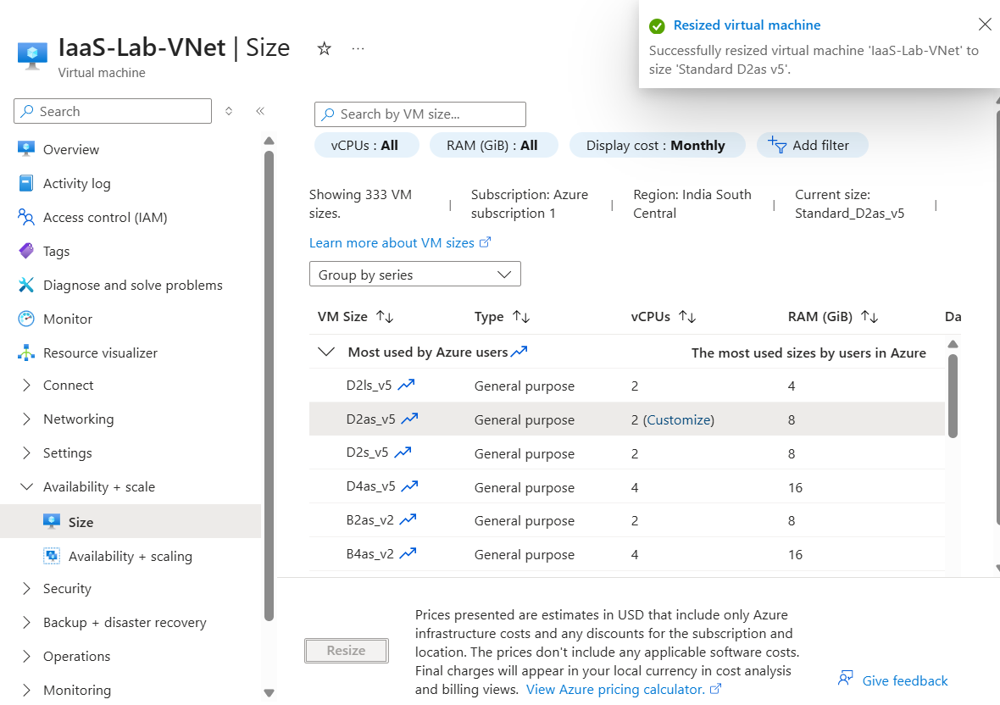 IaaS-Lab-VNet | Size
Virtual machine
Resized virtual machine
Successfully resized virtual machine 'IaaS-Lab-VNet' to
size 'Standard D2as v5'.
Search
Overview
Activity log
Access control (IAM)
Tags
Diagnose and solve problems
Monitor
Resource visualizer
Connect
Networking
Settings
Availability + scale
Size
Availability + scaling
Security
Backup + disaster recovery
Operations
Monitoring
Search by VM size...
vCPUs : All RAM (GiB) : All Display cost : Monthly Add filter
Showing 333 VM
sizes.
Subscription: Azure
subscription 1
Region: India South
Central
Current size:
Standard_D2as_v5
Learn more about VM sizes
Group by series
VM Size Type vCPUs RAM (GiB) Da
Most used by Azure users The most used sizes by users in Azure
D2ls_v5 General purpose 2 4
D2as_v5 General purpose 2 (Customize) 8
D2s_v5 General purpose 2 8
D4as_v5 General purpose 4 16
B2as_v2 General purpose 2 8
B4as_v2 General purpose 4 16
Resize
Prices presented are estimates in USD that include only Azure
infrastructure costs and any discounts for the subscription and
location. The prices don't include any applicable software costs.
Final charges will appear in your local currency in cost analysis
and billing views. View Azure pricing calculator.
Give feedback